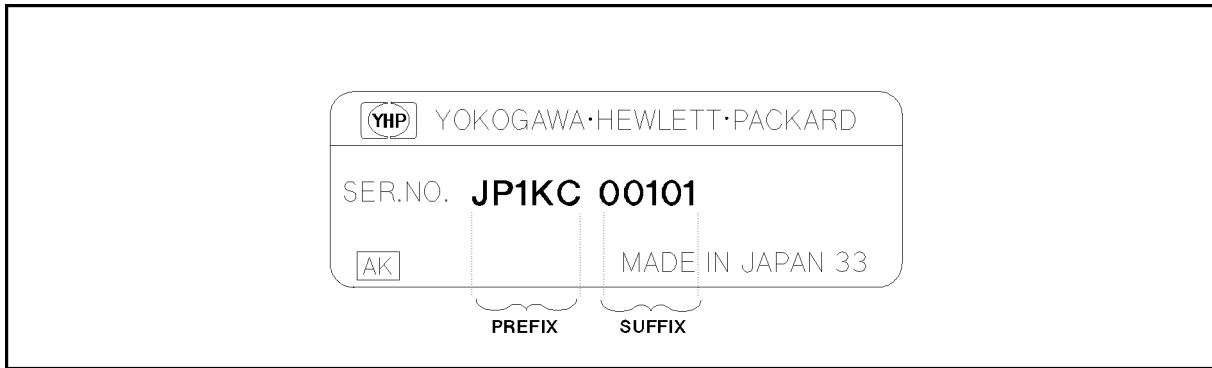 YHP YOKOGAWA·HEWLETT·PACKARD
SER.NO. JP1KC 00101
AK MADE IN JAPAN 33
PREFIX SUFFIX